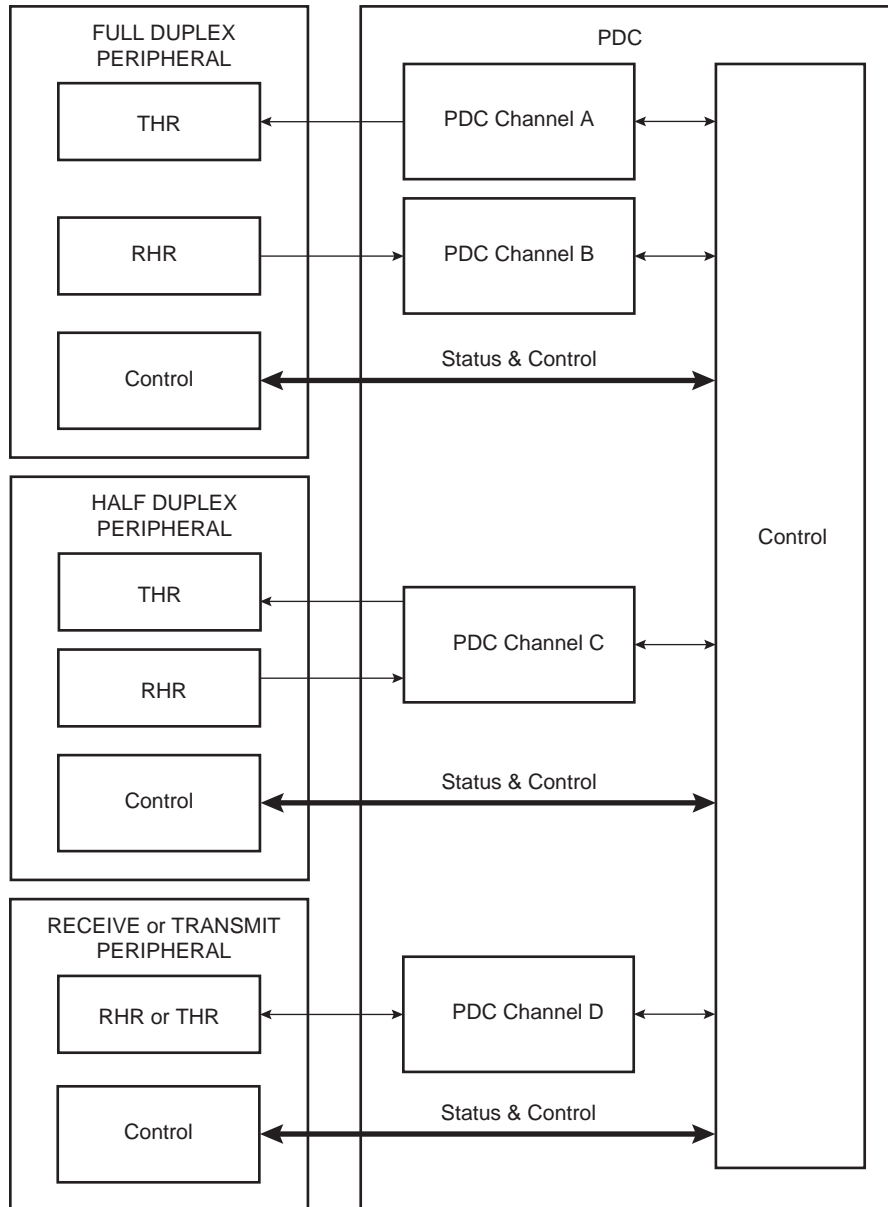 FULL DUPLEX
PERIPHERAL
THR
RHR
Control
PDC
PDC Channel A
PDC Channel B
Status & Control
HALF DUPLEX
PERIPHERAL
THR
RHR
Control
PDC Channel C
Status & Control
Control
RECEIVE or TRANSMIT
PERIPHERAL
RHR or THR
Control
PDC Channel D
Status & Control